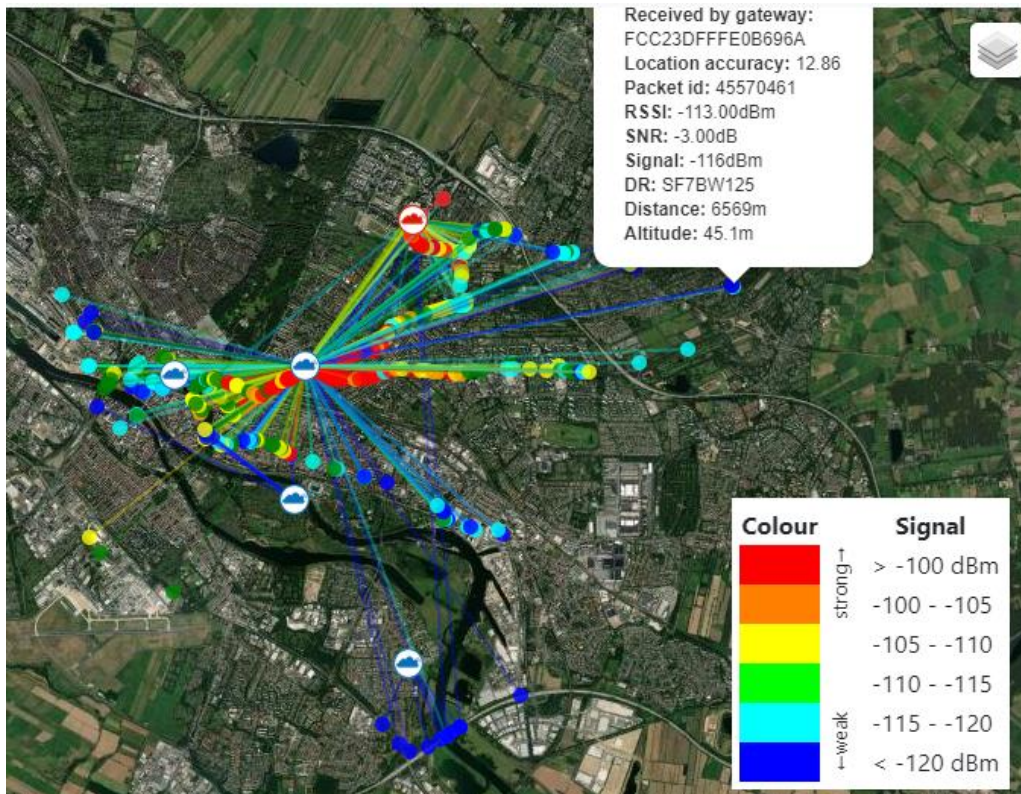 Received by gateway:
FCC23DFFFE0B696A
Location accuracy: 12.86
Packet id: 45570461
RSSI: -113.00dBm
SNR: -3.00dB
Signal: -116dBm
DR: SF7BW125
Distance: 6569m
Altitude: 45.1m
Colour Signal
> -100 dBm
-100 - -105
-105 - -110
-110 - -115
-115 - -120
< -120 dBm
strong→
←weak